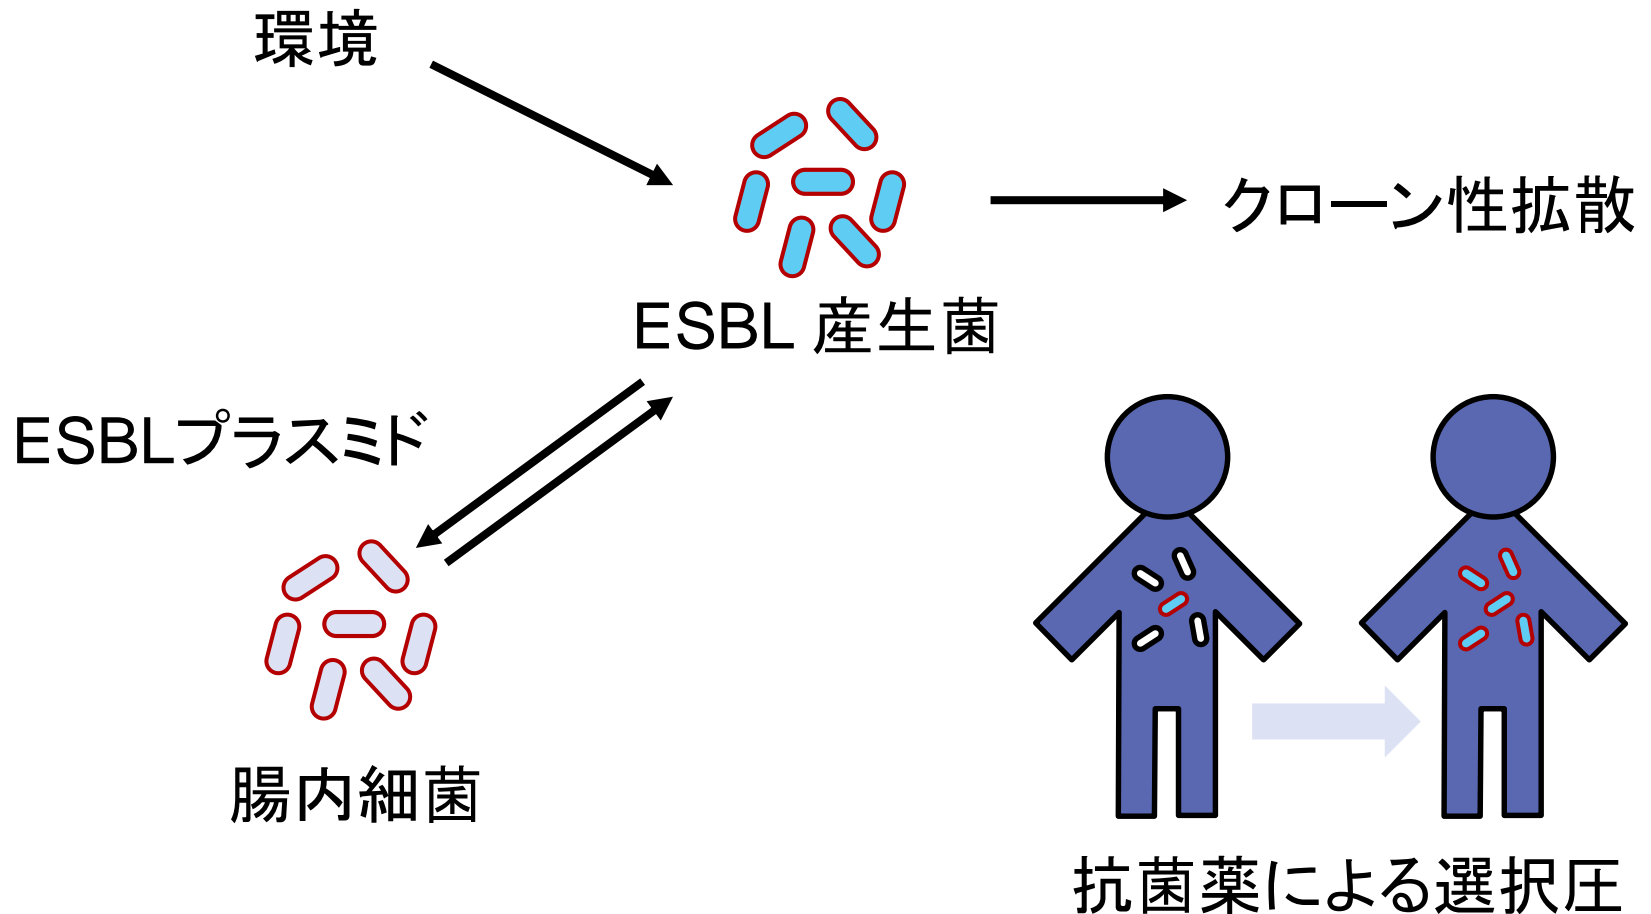 環境
クローン性拡散
ESBL 産生菌
ESBLプラスミド
腸内細菌
抗菌薬による選択圧